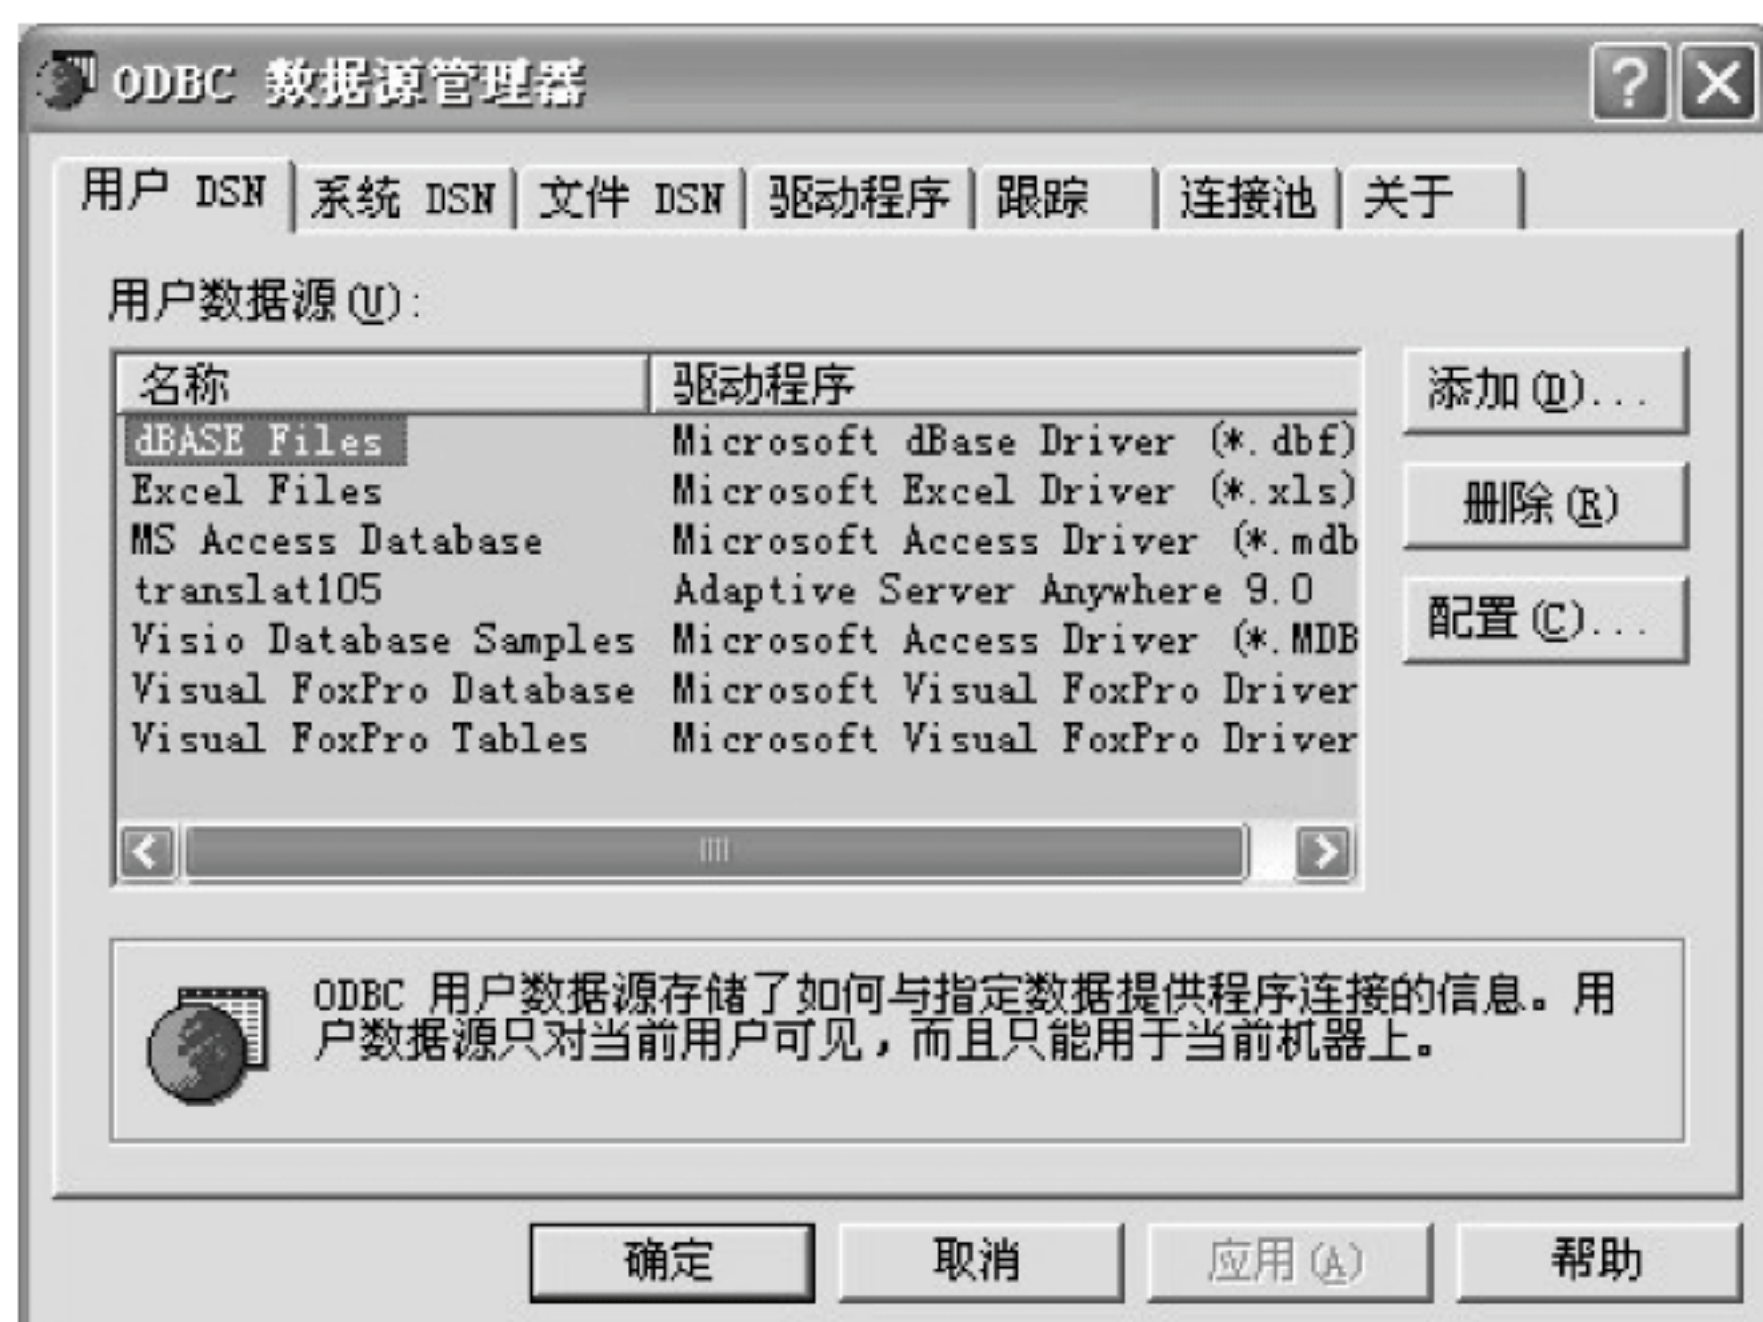 ODBC 数据源管理器
用户 DSN 系统 DSN 文件 DSN 驱动程序 跟踪 连接池 关于
用户数据源(U):
名称 驱动程序
dBASE Files Microsoft dBase Driver (*.dbf)
Excel Files Microsoft Excel Driver (*.xls)
MS Access Database Microsoft Access Driver (*.mdb
translat105 Adaptive Server Anywhere 9.0
Visio Database Samples Microsoft Access Driver (*.MDB
Visual FoxPro Database Microsoft Visual FoxPro Driver
Visual FoxPro Tables Microsoft Visual FoxPro Driver
添加(D)...
删除(R)
配置(C)...
ODBC 用户数据源存储了如何与指定数据提供程序连接的信息。用
户数据源只对当前用户可见,而且只能用于当前机器上。
确定 取消 应用(A) 帮助